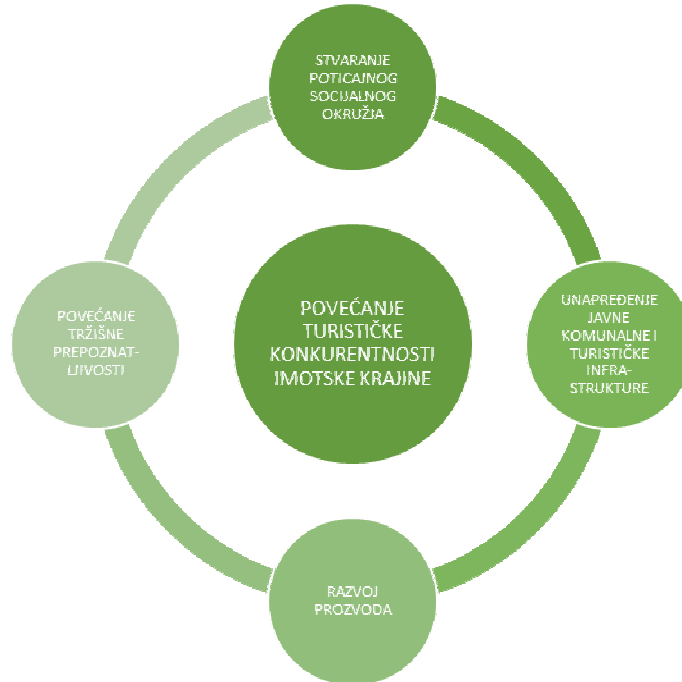 STVARANJE
POTICAJNOG
SOCIJALNOG
OKRUŽJA
POVEĆANJE
TRŽIŠNE
PREPOZNAT-
LJIVOSTI
POVEĆANJE
TURISTIČKE
KONKURENTNOSTI
IMOTSKE KRAJINE
UNAPREĐENJE
JAVNE
KOMUNALNE I
TURISTIČKE
INFRA-
STRUKTURE
RAZVOJ
PROZVODA